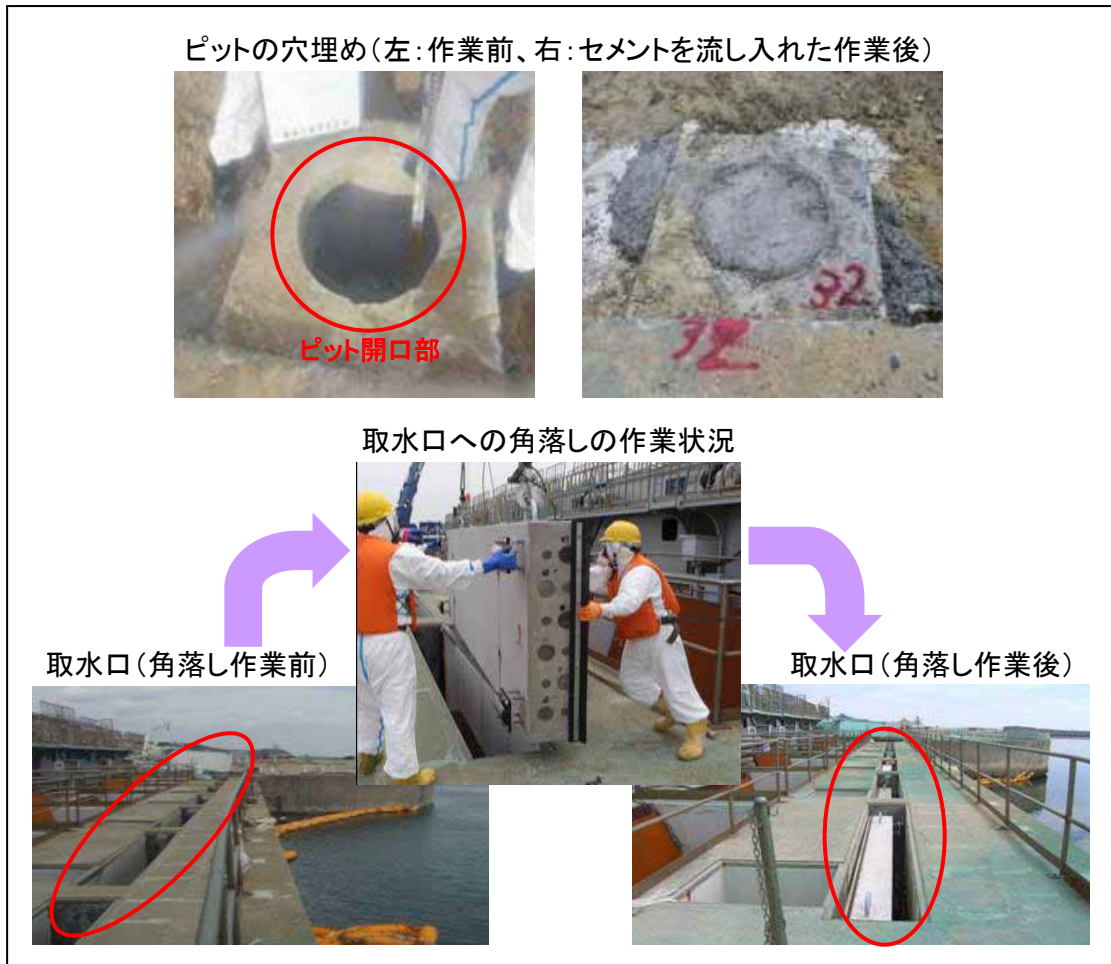 ピットの穴埋め(左:作業前、右:セメントを流し入れた作業後)
ピット開口部
32
32
取水口への角落しの作業状況
取水口(角落し作業前)
取水口(角落し作業後)